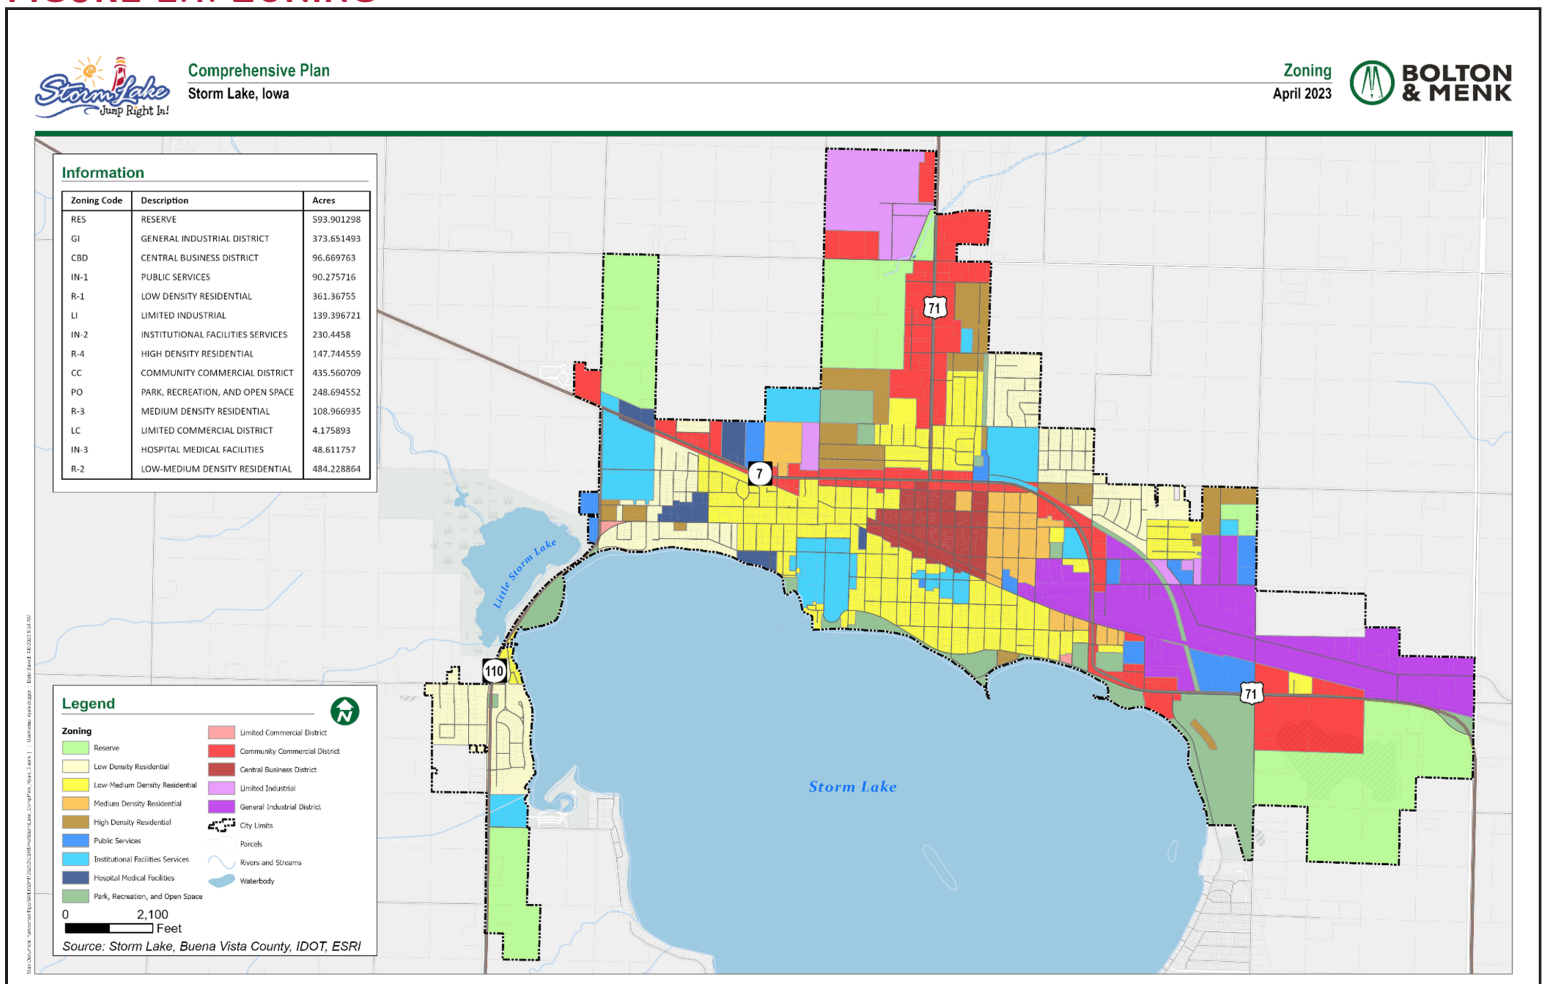 FIGURE 2.4: ZONING
Storm Lake
Jump Right In!
Comprehensive Plan
Storm Lake, Iowa
Zoning
April 2023
BOLTON
& MENK
Information
Zoning Code Description Acres
RES RESERVE 593.901298
GI GENERAL INDUSTRIAL DISTRICT 373.651493
CBD CENTRAL BUSINESS DISTRICT 96.669763
IN-1 PUBLIC SERVICES 90.275716
R-1 LOW DENSITY RESIDENTIAL 361.36755
LI LIMITED INDUSTRIAL 139.396721
IN-2 INSTITUTIONAL FACILITIES SERVICES 230.4458
R-4 HIGH DENSITY RESIDENTIAL 147.744559
CC COMMUNITY COMMERCIAL DISTRICT 435.560709
PO PARK, RECREATION, AND OPEN SPACE 248.694552
R-3 MEDIUM DENSITY RESIDENTIAL 108.966935
LC LIMITED COMMERCIAL DISTRICT 4.175893
IN-3 HOSPITAL MEDICAL FACILITIES 48.611757
R-2 LOW-MEDIUM DENSITY RESIDENTIAL 484.228864
71
7
Little Storm Lake
110
71
Storm Lake
Legend
N
Zoning
Reserve
Low Density Residential
Low-Medium Density Residential
Medium Density Residential
High Density Residential
Public Services
Institutional Facilities Services
Hospital Medical Facilities
Park, Recreation, and Open Space
Limited Commercial District
Community Commercial District
Central Business District
Limited Industrial
General Industrial District
City Limits
Parcels
Rivers and Streams
Waterbody
0 2,100
Feet
Source: Storm Lake, Buena Vista County, IDOT, ESRI